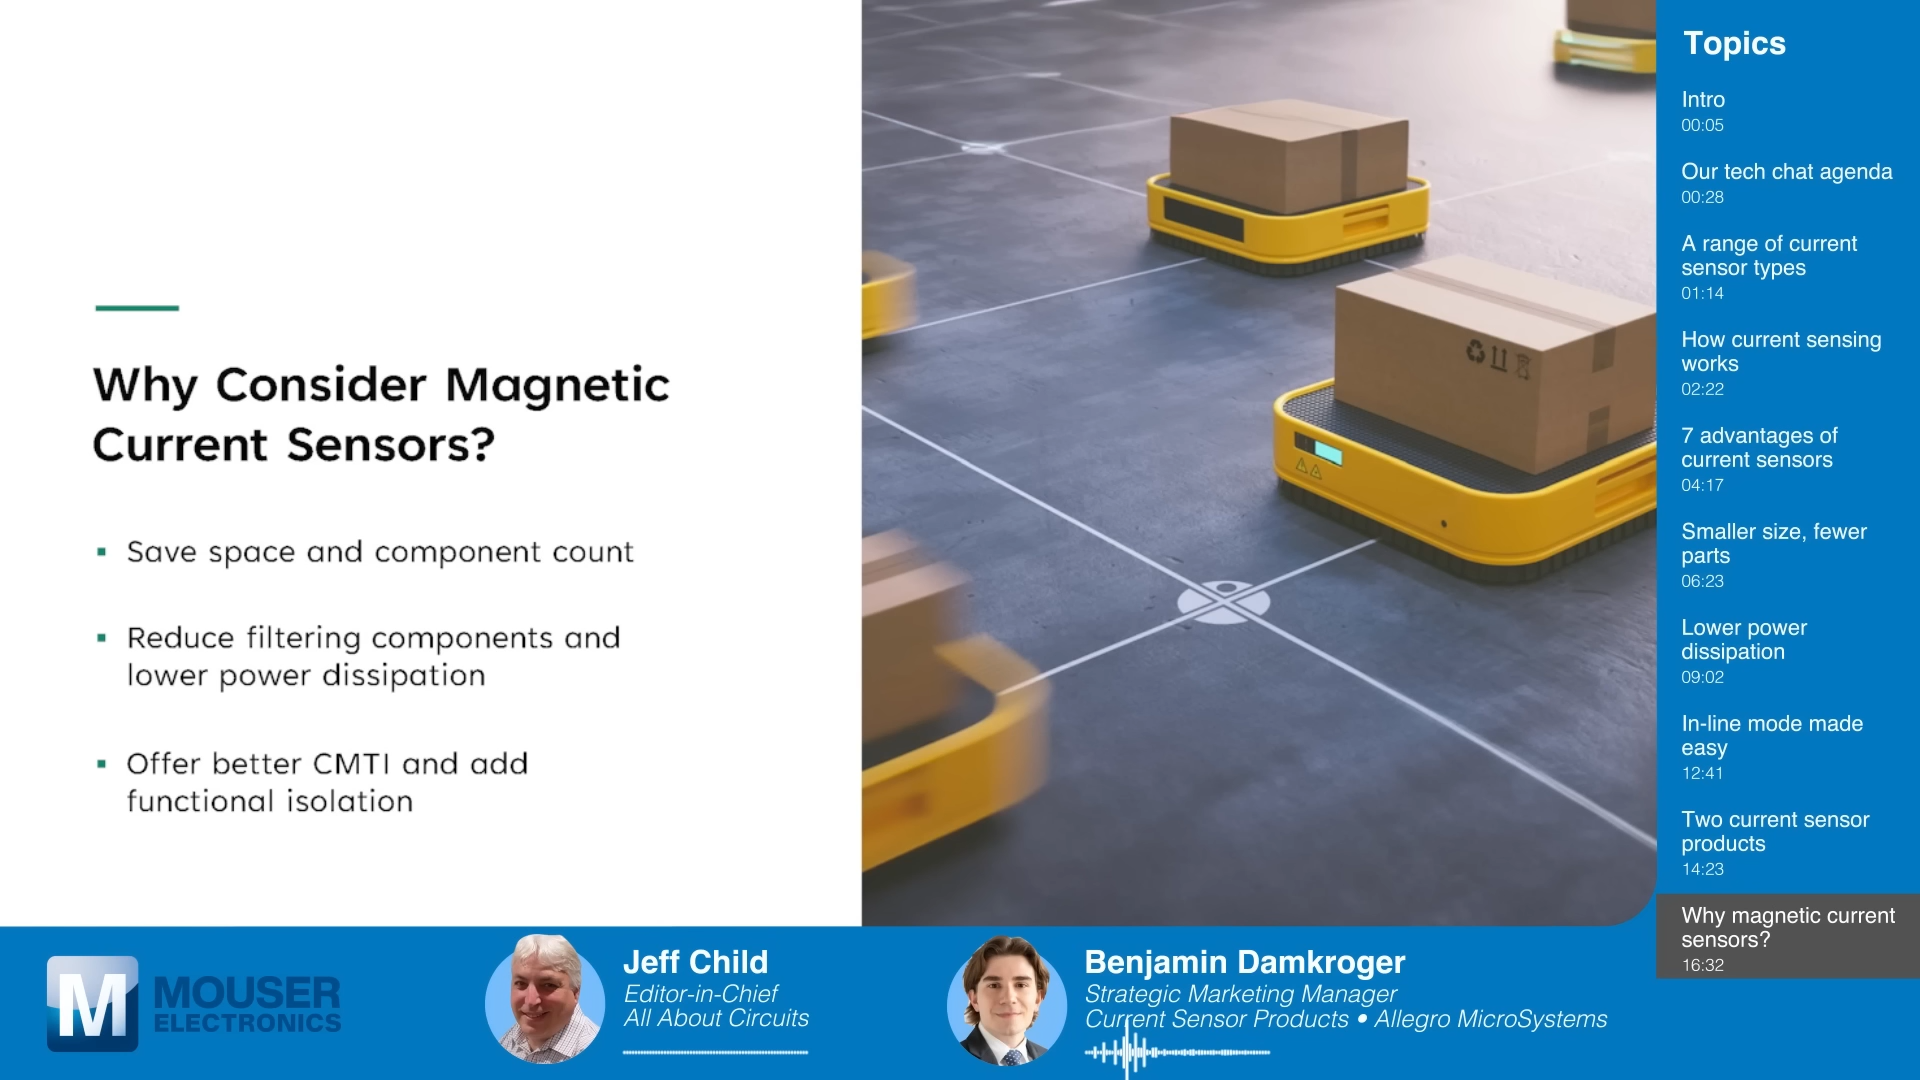 Why Consider Magnetic
Current Sensors?
▪ Save space and component count
▪ Reduce filtering components and
lower power dissipation
▪ Offer better CMTI and add
functional isolation
Topics
Intro
00:05
Our tech chat agenda
00:28
A range of current
sensor types
01:14
How current sensing
works
02:22
7 advantages of
current sensors
04:17
Smaller size, fewer
parts
06:23
Lower power
dissipation
09:02
In-line mode made
easy
12:41
Two current sensor
products
14:23
Why magnetic current
sensors?
16:32
M
MOUSER
ELECTRONICS
Jeff Child
Editor-in-Chief
All About Circuits
Benjamin Damkroger
Strategic Marketing Manager
Current Sensor Products • Allegro MicroSystems